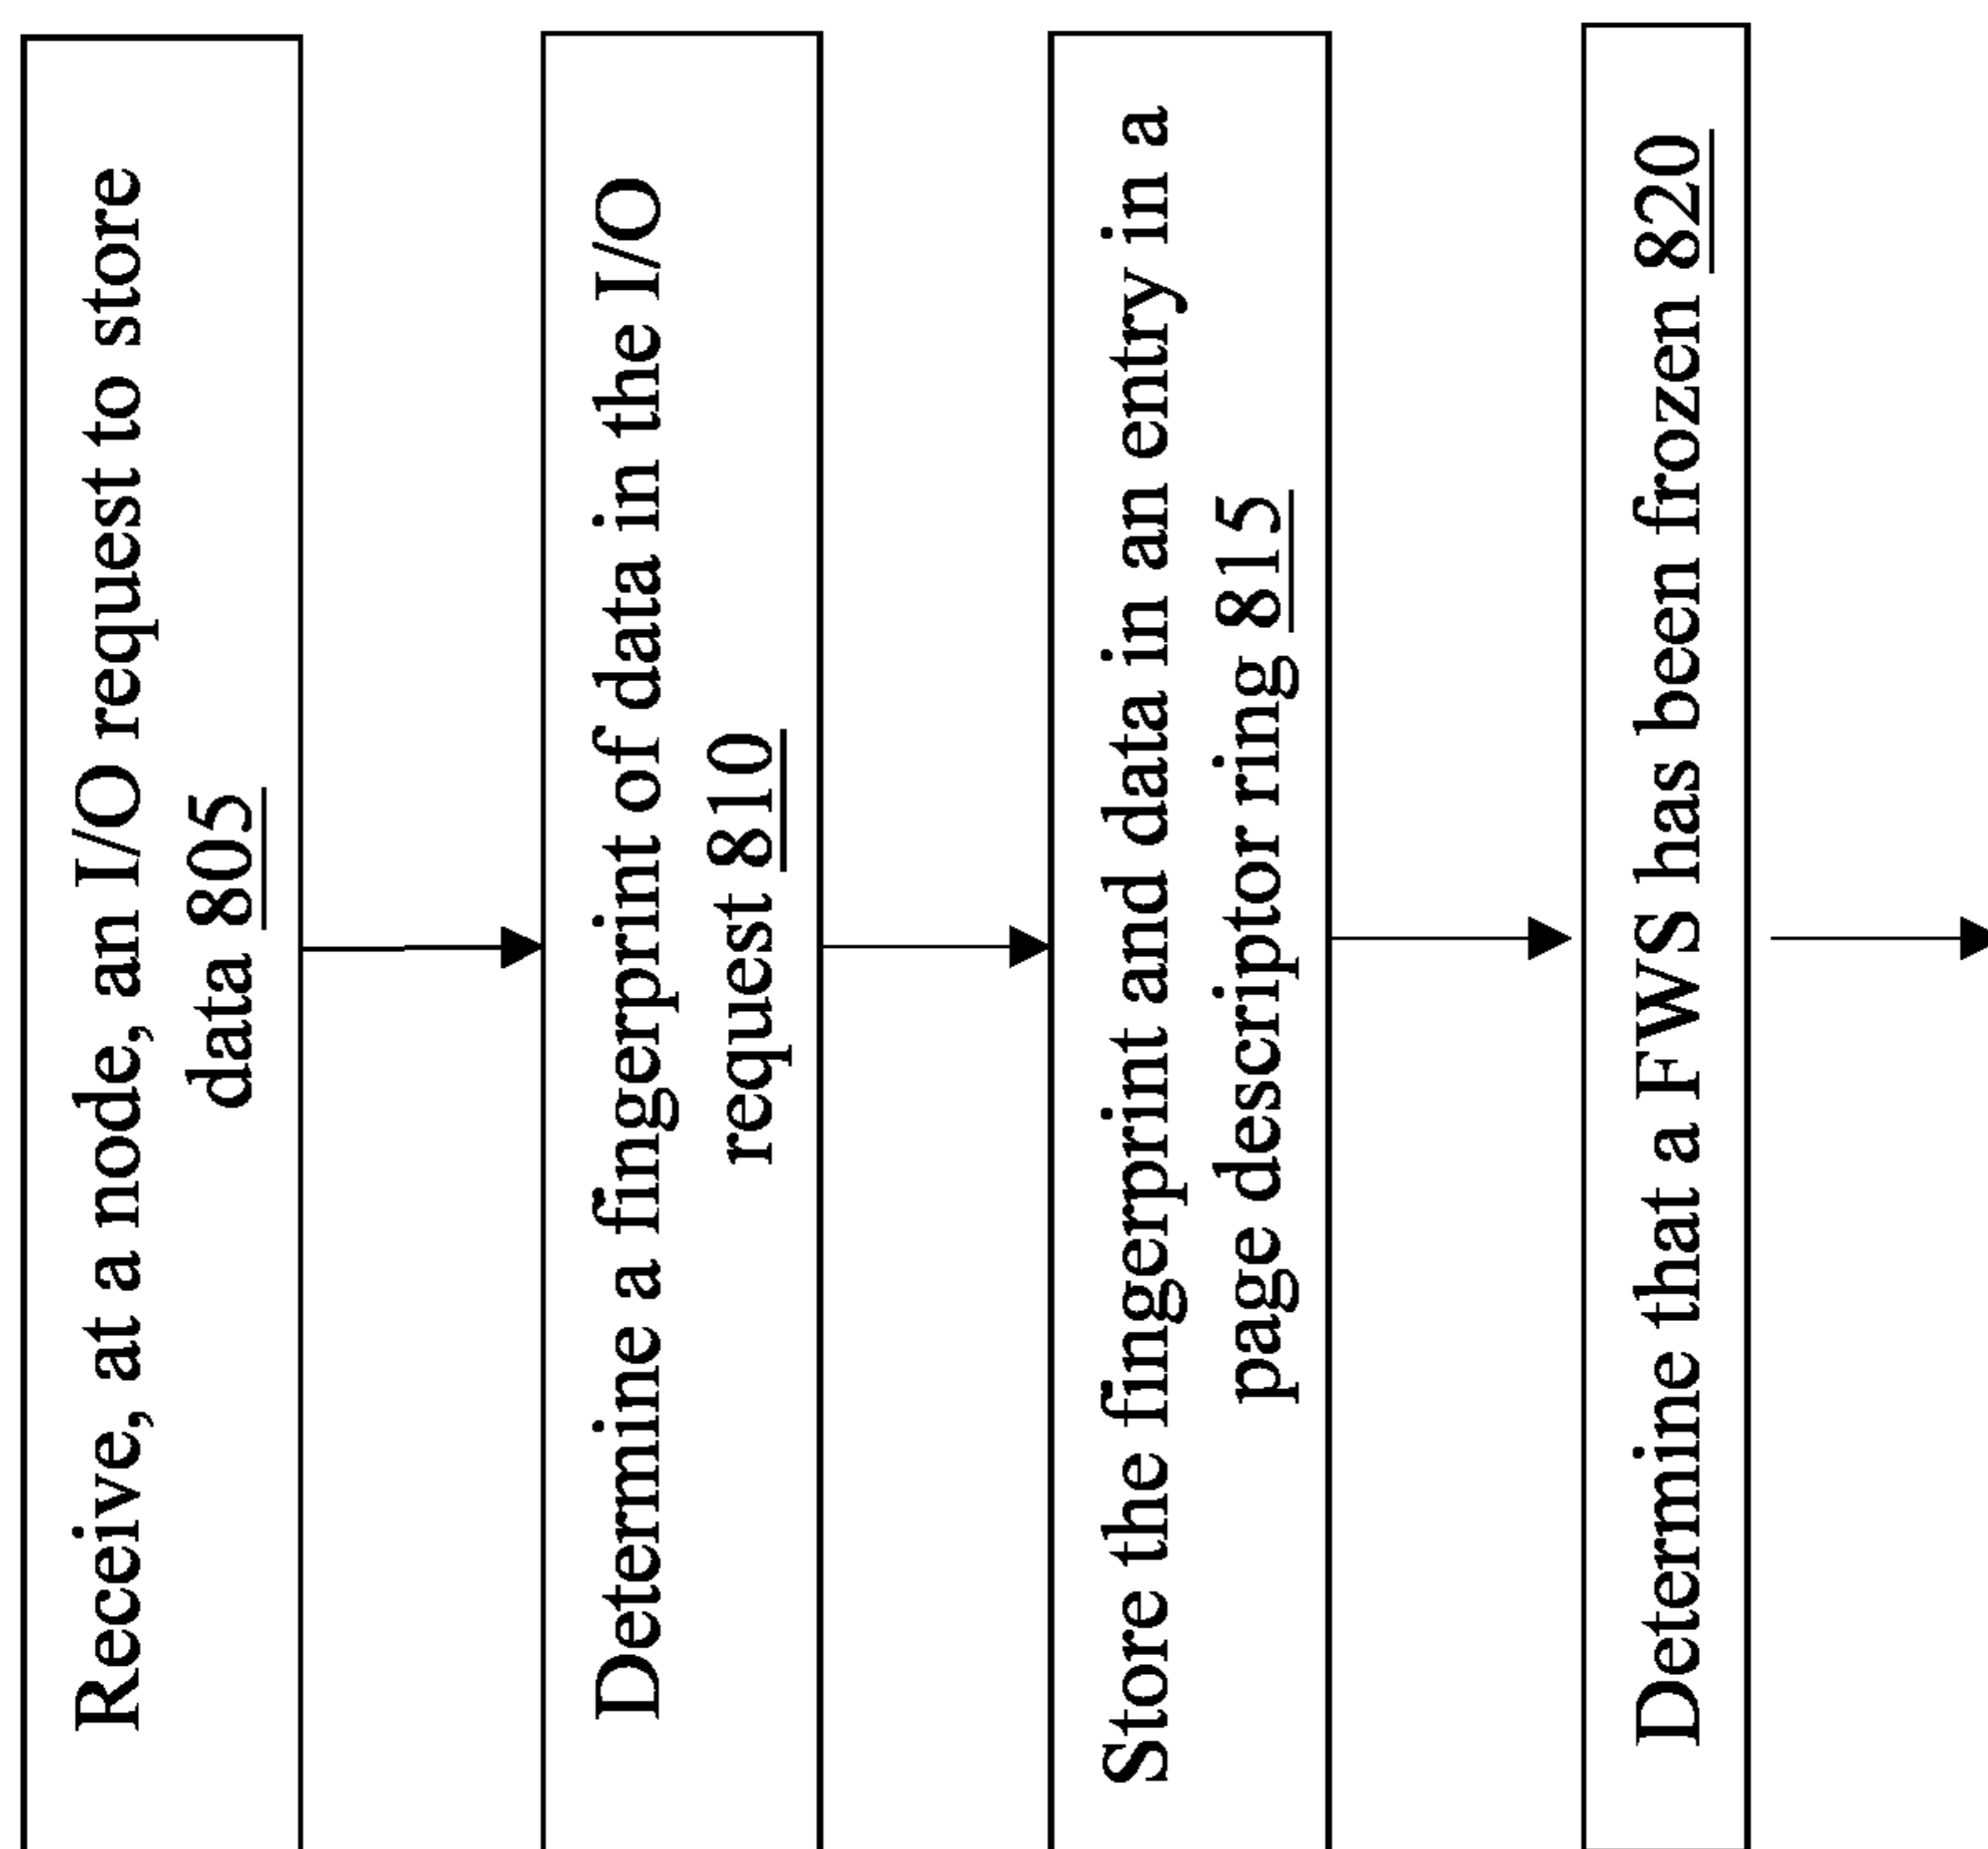 Receive, at a node, an I/O request to store
data 805
Determine a fingerprint of data in the I/O
request 810
Store the fingerprint and data in an entry in a
page descriptor ring 815
Determine that a FWS has been frozen 820